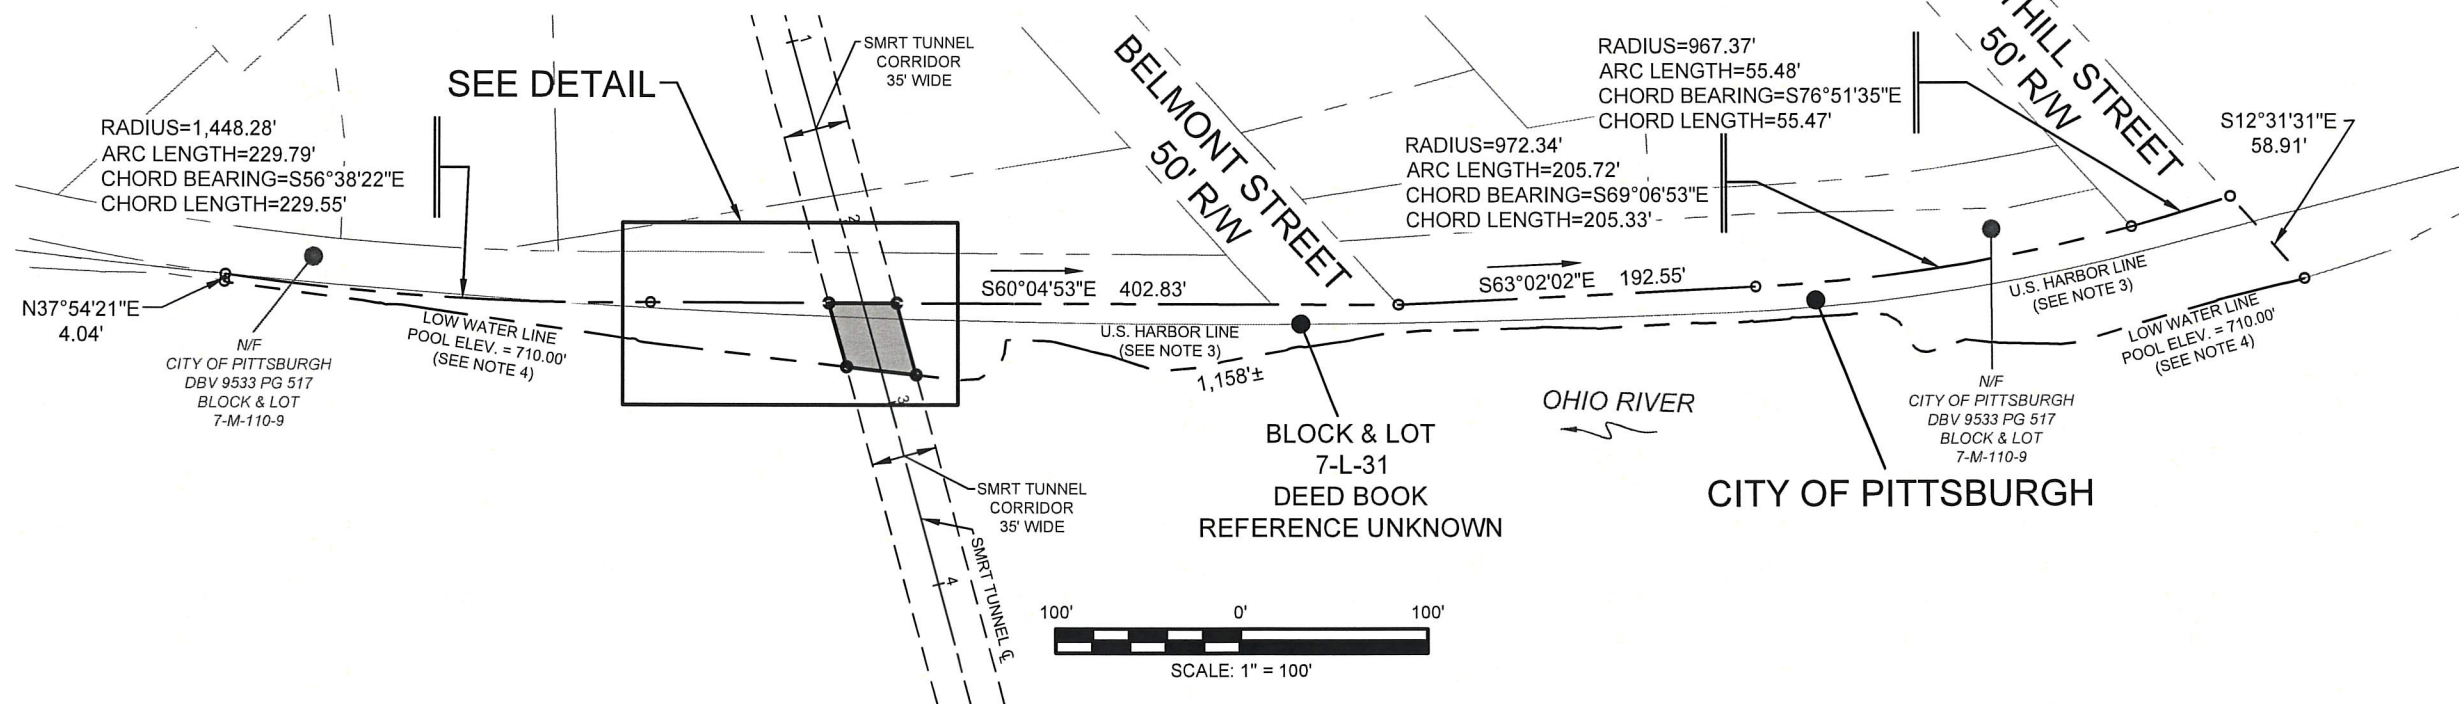 SMRT TUNNEL
CORRIDOR
35' WIDE
SEE DETAIL
RADIUS=1,448.28'
ARC LENGTH=229.79'
CHORD BEARING=S56°38'22"E
CHORD LENGTH=229.55'
BELMONT STREET
50' R/W
RADIUS=967.37'
ARC LENGTH=55.48'
CHORD BEARING=S76°51'35"E
CHORD LENGTH=55.47'
RADIUS=972.34'
ARC LENGTH=205.72'
CHORD BEARING=S69°06'53"E
CHORD LENGTH=205.33'
THILL STREET
50' R/W
S12°31'31"E
58.91'
1
2
3
4
N37°54'21"E
4.04'
N/F
CITY OF PITTSBURGH
DBV 9533 PG 517
BLOCK & LOT
7-M-110-9
LOW WATER LINE
POOL ELEV. = 710.00'
(SEE NOTE 4)
S60°04'53"E 402.83'
U.S. HARBOR LINE
(SEE NOTE 3)
1,158'±
S63°02'02"E 192.55'
U.S. HARBOR LINE
(SEE NOTE 3)
LOW WATER LINE
POOL ELEV. = 710.00'
(SEE NOTE 4)
OHIO RIVER
N/F
CITY OF PITTSBURGH
DBV 9533 PG 517
BLOCK & LOT
7-M-110-9
BLOCK & LOT
7-L-31
DEED BOOK
REFERENCE UNKNOWN
CITY OF PITTSBURGH
SMRT TUNNEL
CORRIDOR
35' WIDE
SMRT TUNNEL ℄
100' 0' 100'
SCALE: 1" = 100'